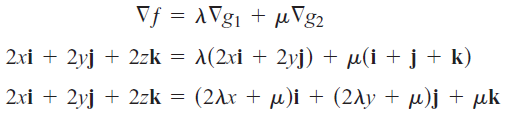 ∇f = λ∇g₁ + μ∇g₂
2xi + 2yj + 2zk = λ(2xi + 2yj) + μ(i + j + k)
2xi + 2yj + 2zk = (2λx + μ)i + (2λy + μ)j + μk